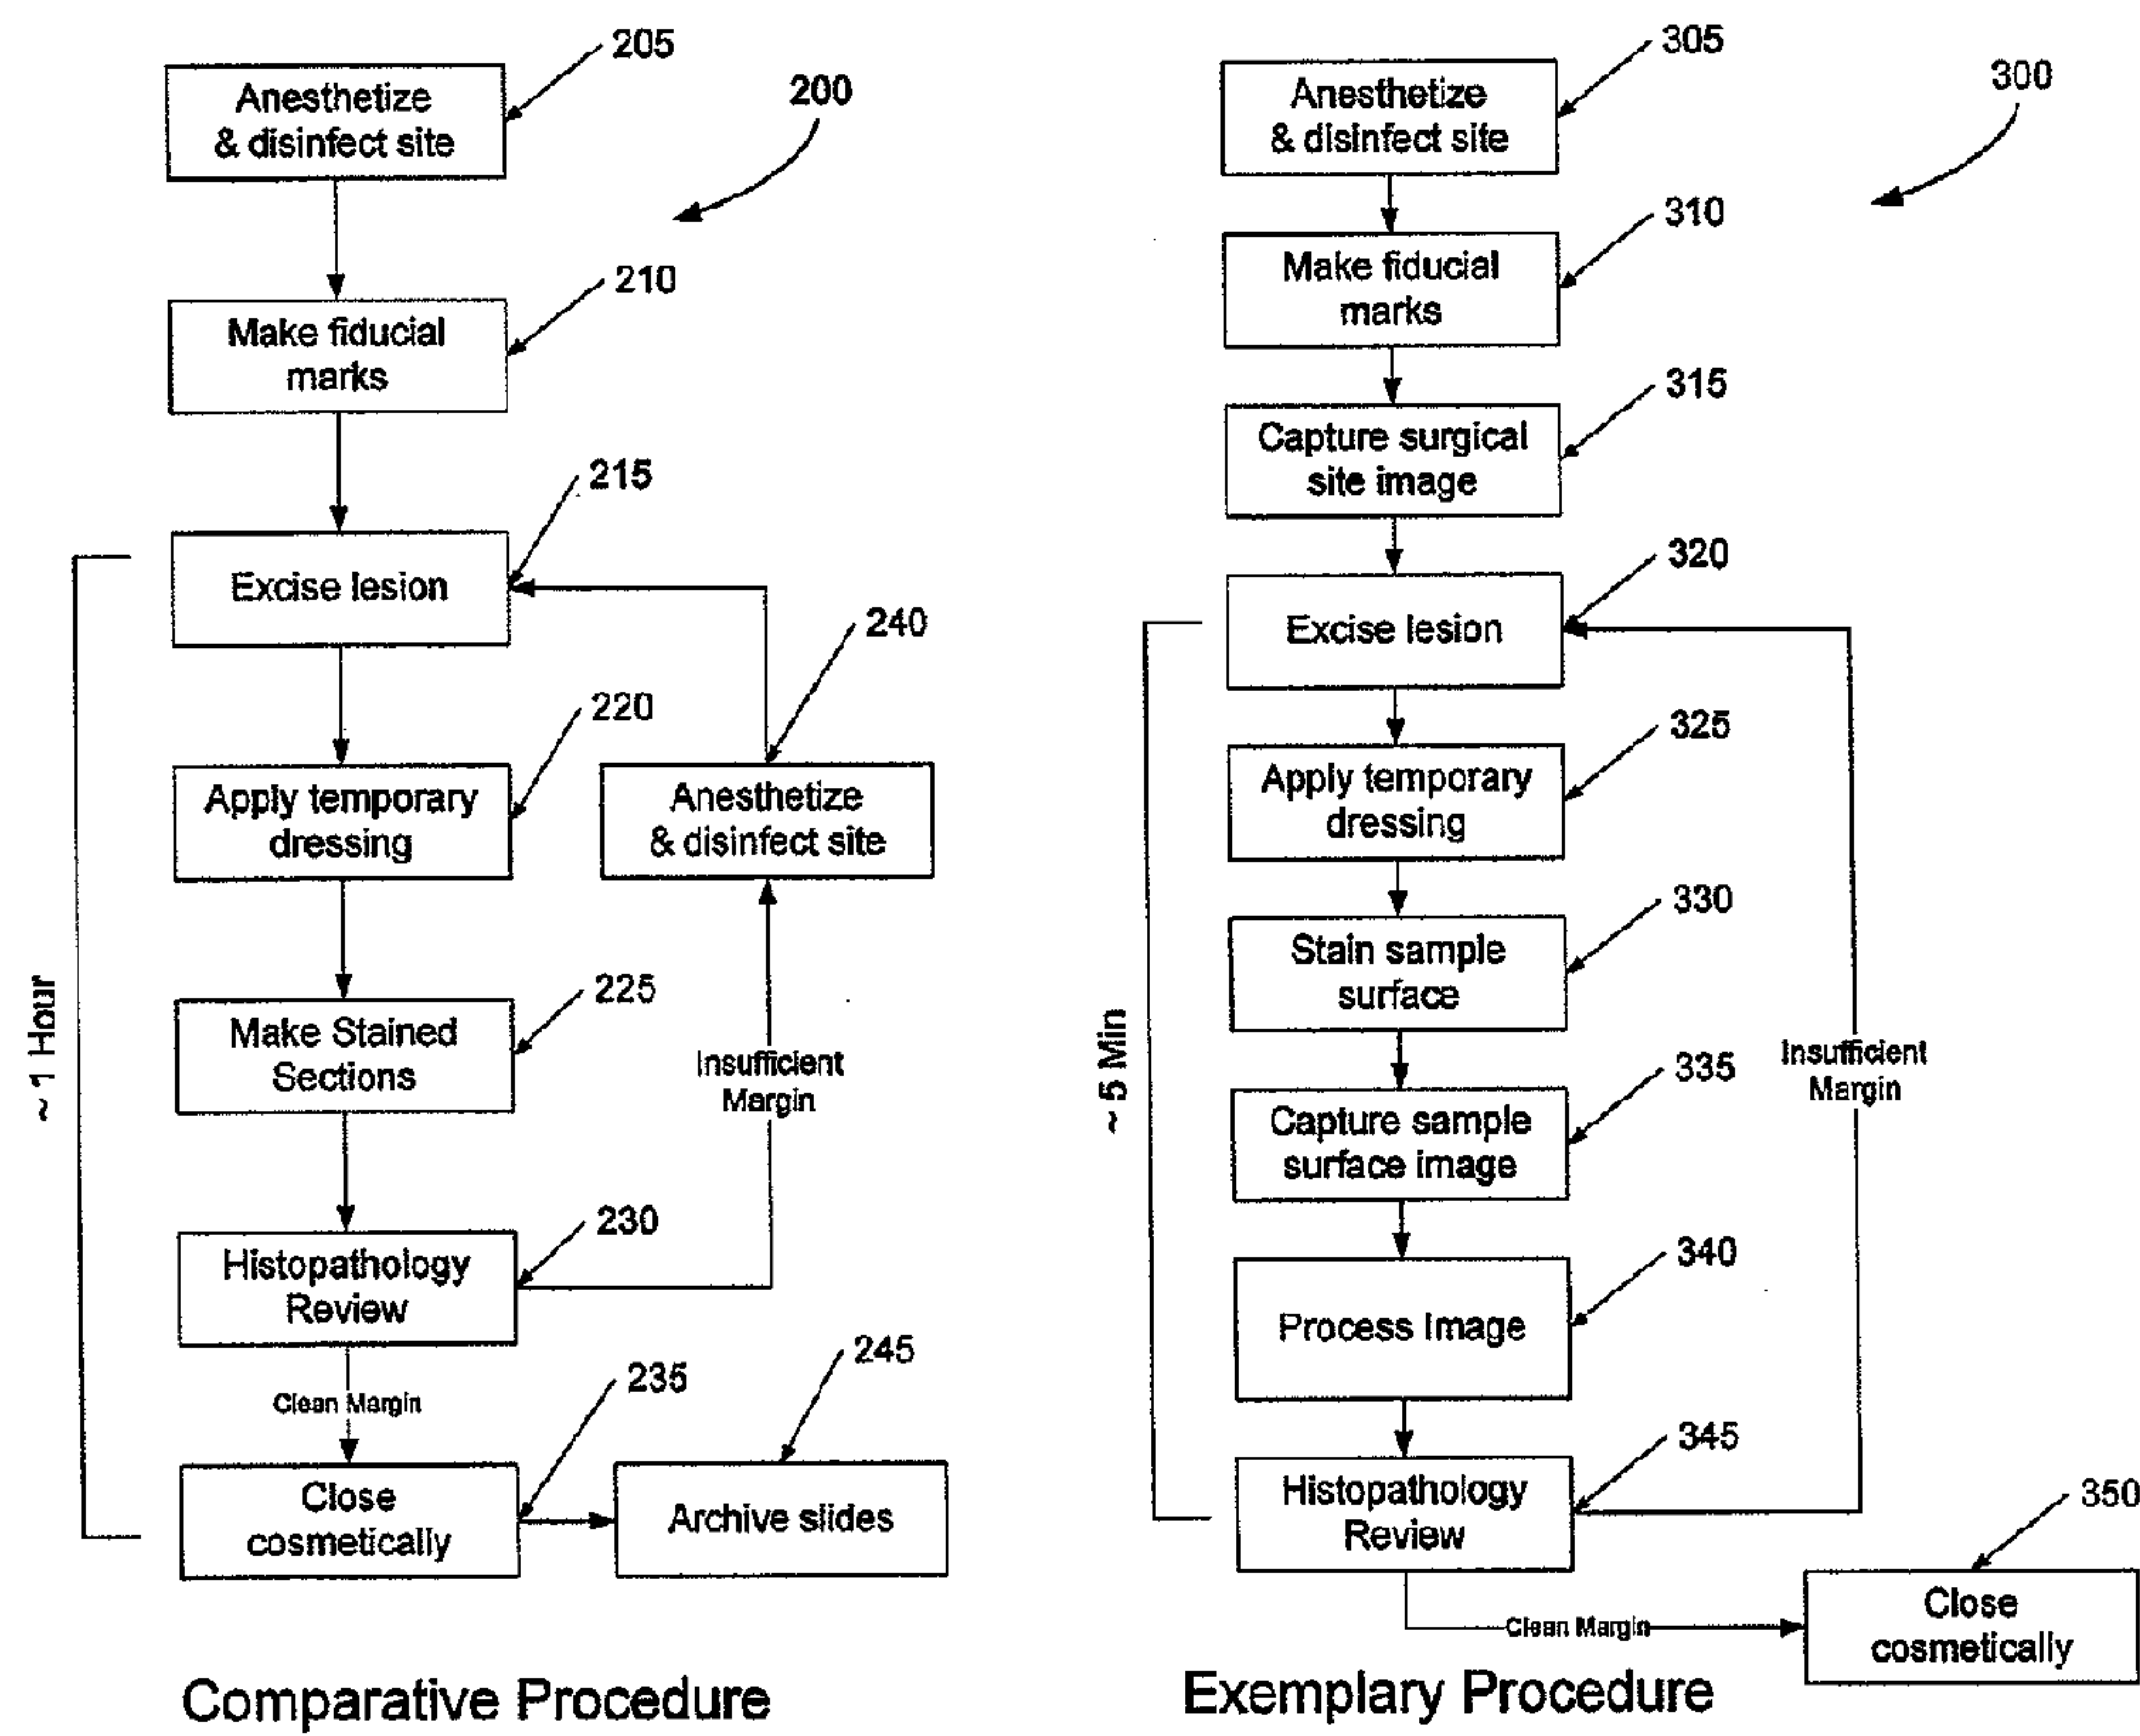 205
Anesthetize
& disinfect site
200
210
Make fiducial
marks
215
Excise lesion
240
220
Apply temporary
dressing
Anesthetize
& disinfect site
~ 1 Hour
225
Make Stained
Sections
Insufficient
Margin
230
Histopathology
Review
Clean Margin
235
245
Close
cosmetically
Archive slides
Comparative Procedure
305
Anesthetize
& disinfect site
300
310
Make fiducial
marks
315
Capture surgical
site image
320
Excise lesion
325
Apply temporary
dressing
330
Stain sample
surface
~ 5 Min
335
Insufficient
Margin
Capture sample
surface image
340
Process Image
345
Histopathology
Review
350
Clean Margin
Close
cosmetically
Exemplary Procedure